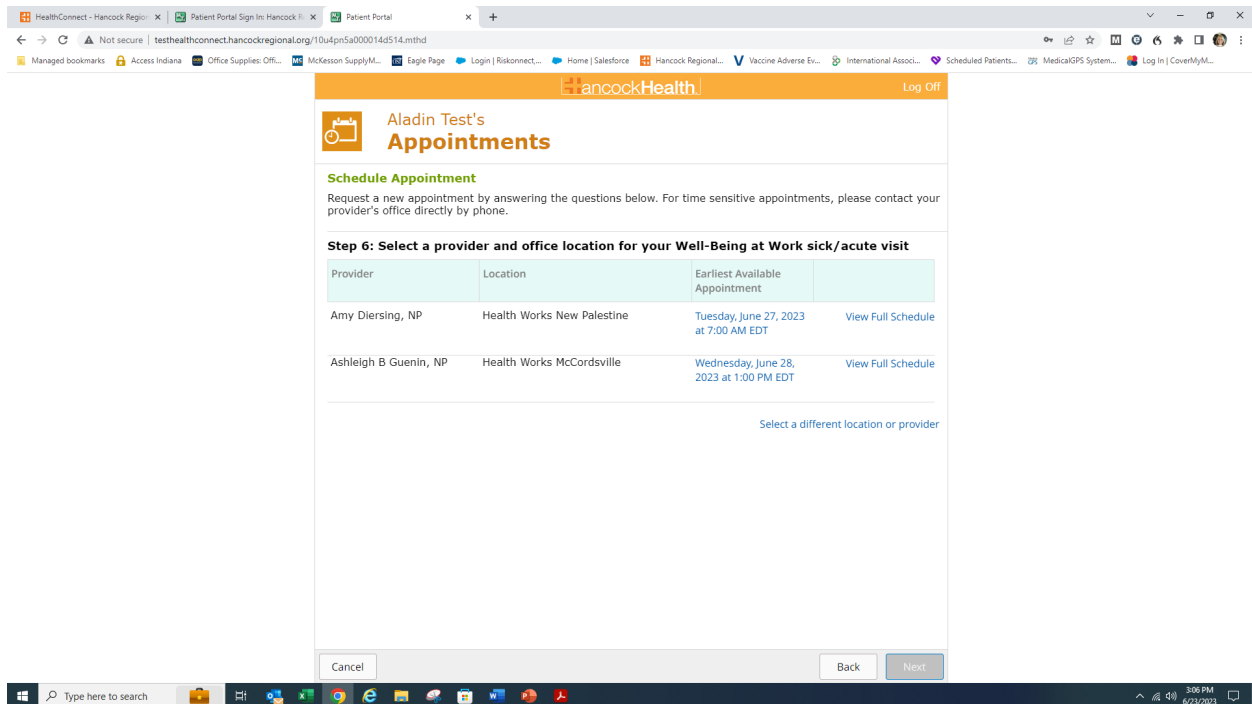 HealthConnect - Hancock Region
Patient Portal Sign In: Hancock R
Patient Portal
Not secure | testhealthconnect.hancockregional.org/10u4pn5a000014d514.mthd
Managed bookmarks Access Indiana Office Supplies: Offi... McKesson SupplyM... Eagle Page Login | Riskonnect,... Home | Salesforce Hancock Regional... Vaccine Adverse Ev... International Associ... Scheduled Patients... MedicalGPS System... Log In | CoverMyM...
HancockHealth. Log Off
Aladin Test's
Appointments
Schedule Appointment
Request a new appointment by answering the questions below. For time sensitive appointments, please contact your
provider's office directly by phone.
Step 6: Select a provider and office location for your Well-Being at Work sick/acute visit
Provider Location Earliest Available
Appointment
Amy Diersing, NP Health Works New Palestine Tuesday, June 27, 2023 View Full Schedule
at 7:00 AM EDT
Ashleigh B Guenin, NP Health Works McCordsville Wednesday, June 28, View Full Schedule
2023 at 1:00 PM EDT
Select a different location or provider
Cancel Back Next
Type here to search
3:06 PM
6/23/2023